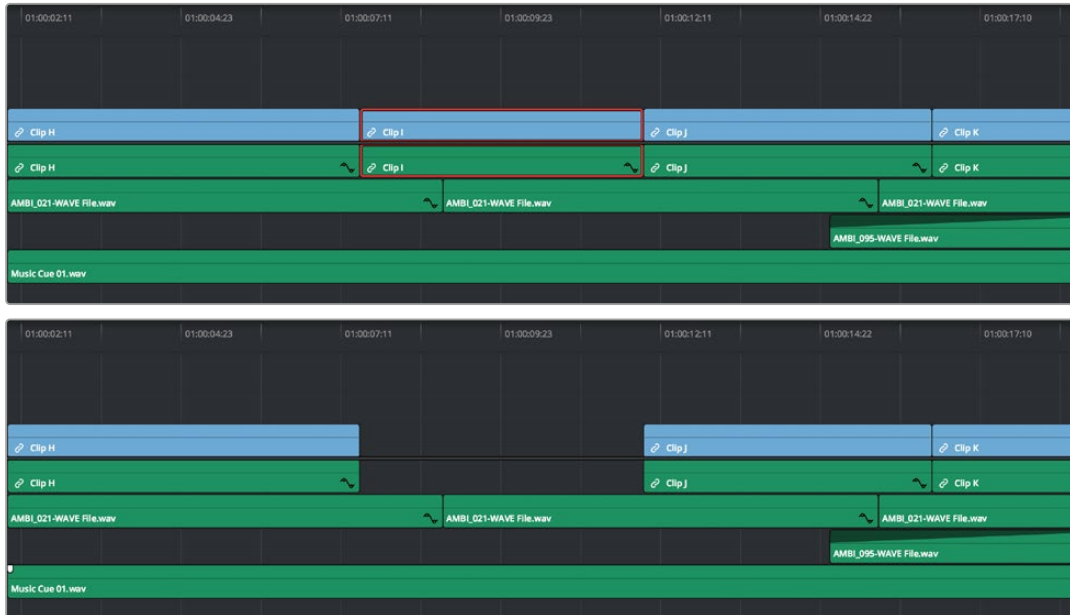 01:00:02:11 01:00:04:23 01:00:07:11 01:00:09:23 01:00:12:11 01:00:14:22 01:00:17:10
Clip H Clip I Clip J Clip K
Clip H Clip I Clip J Clip K
AMBI_021-WAVE File.wav AMBI_021-WAVE File.wav AMBI_021-WAVE File.wav
AMBI_095-WAVE File.wav
Music Cue 01.wav
01:00:02:11 01:00:04:23 01:00:07:11 01:00:09:23 01:00:12:11 01:00:14:22 01:00:17:10
Clip H Clip J Clip K
Clip H Clip J Clip K
AMBI_021-WAVE File.wav AMBI_021-WAVE File.wav AMBI_021-WAVE File.wav
AMBI_095-WAVE File.wav
Music Cue 01.wav